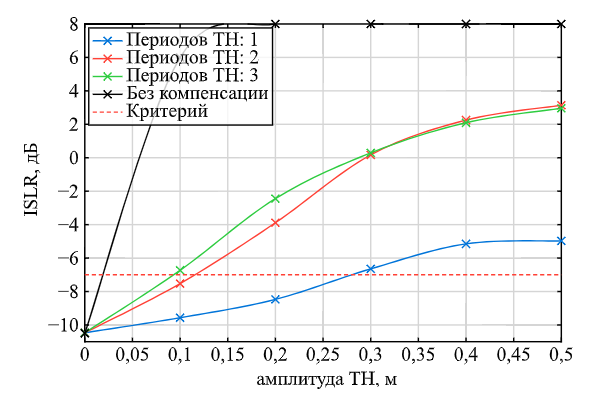 8
6
4
2
0
−2
−4
−6
−8
−10
ISLR, дБ
Периодов ТН: 1
Периодов ТН: 2
Периодов ТН: 3
Без компенсации
Критерий
0 0,05 0,1 0,15 0,2 0,25 0,3 0,35 0,4 0,45 0,5
амплитуда ТН, м